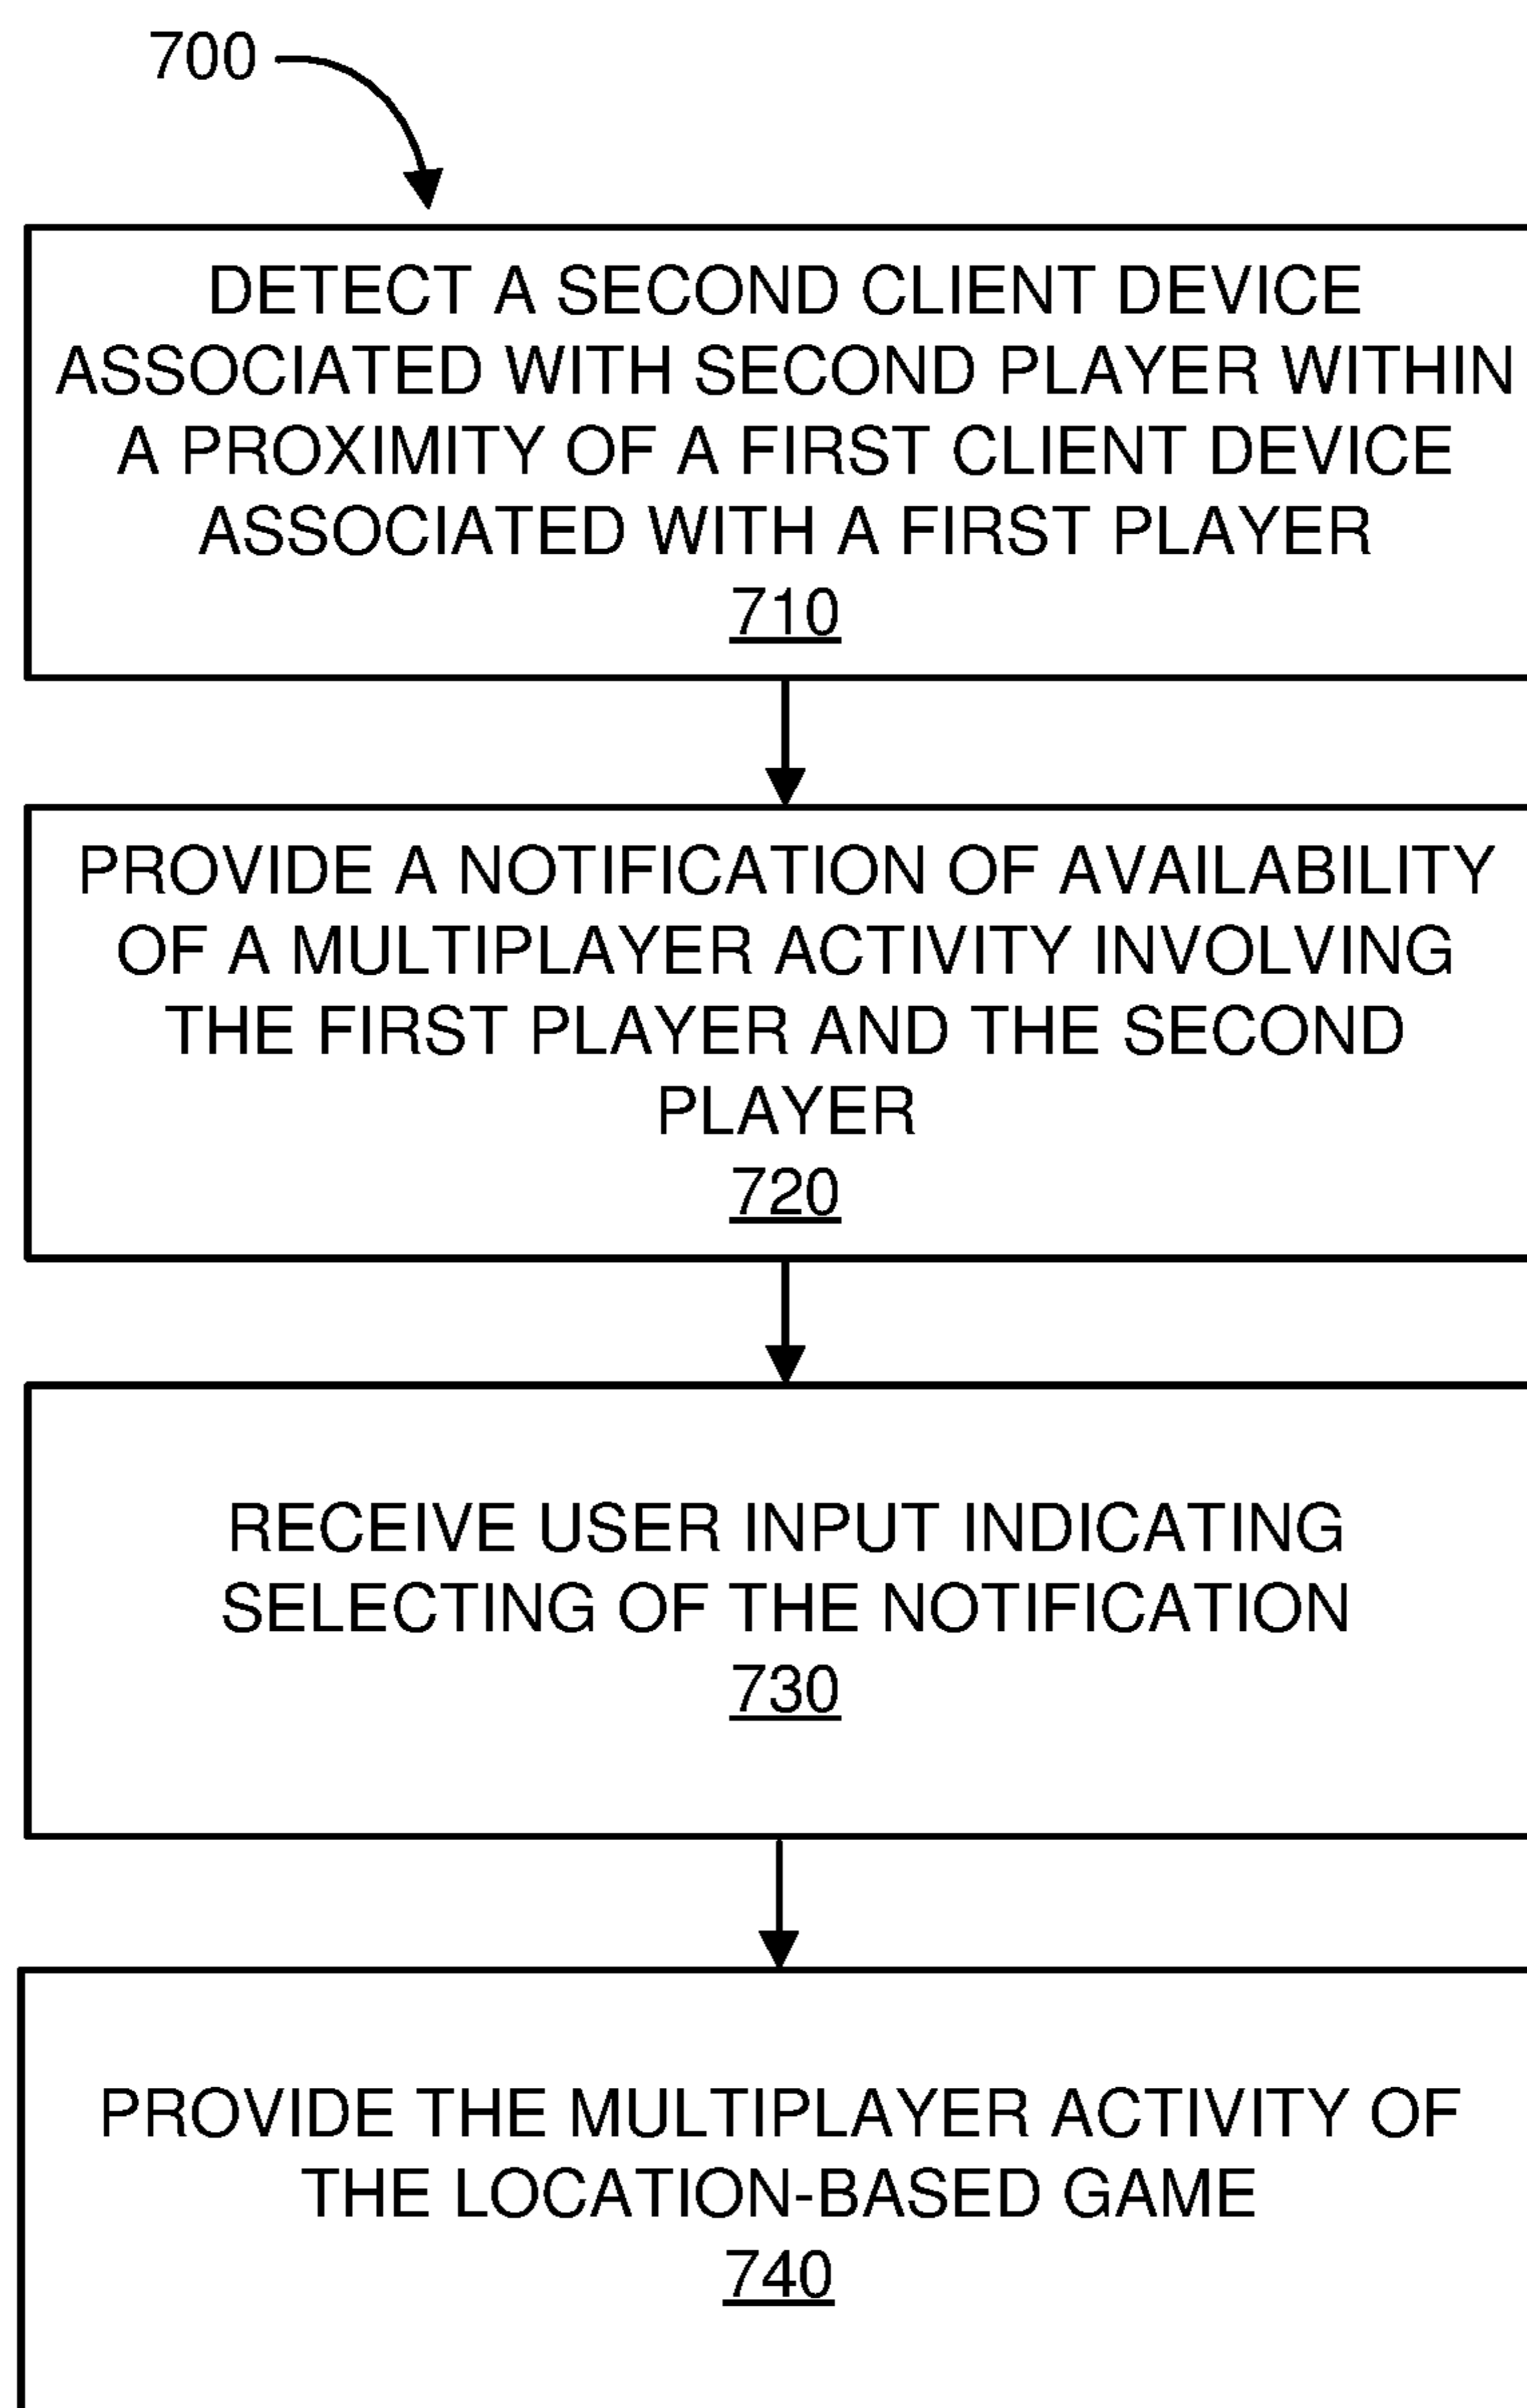 700
DETECT A SECOND CLIENT DEVICE
ASSOCIATED WITH SECOND PLAYER WITHIN
A PROXIMITY OF A FIRST CLIENT DEVICE
ASSOCIATED WITH A FIRST PLAYER
710
PROVIDE A NOTIFICATION OF AVAILABILITY
OF A MULTIPLAYER ACTIVITY INVOLVING
THE FIRST PLAYER AND THE SECOND
PLAYER
720
RECEIVE USER INPUT INDICATING
SELECTING OF THE NOTIFICATION
730
PROVIDE THE MULTIPLAYER ACTIVITY OF
THE LOCATION-BASED GAME
740